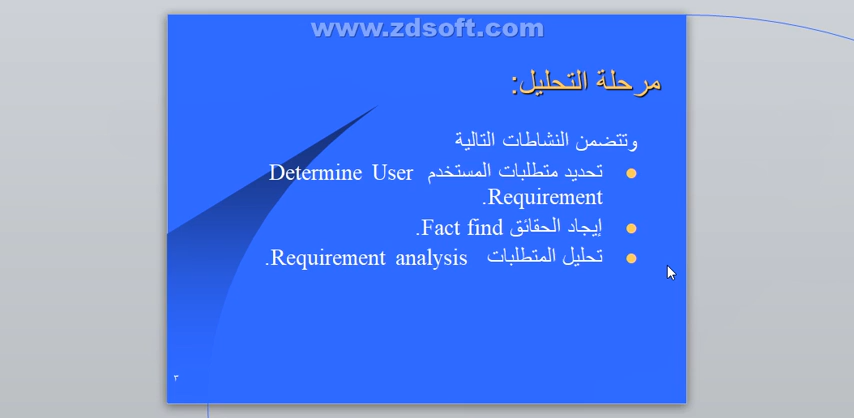 www.zdsoft.com
مرحلة التحليل:
وتتضمن النشاطات التالية
تحديد متطلبات المستخدم Determine User
Requirement.
إيجاد الحقائق Fact find.
تحليل المتطلبات Requirement analysis.
٣